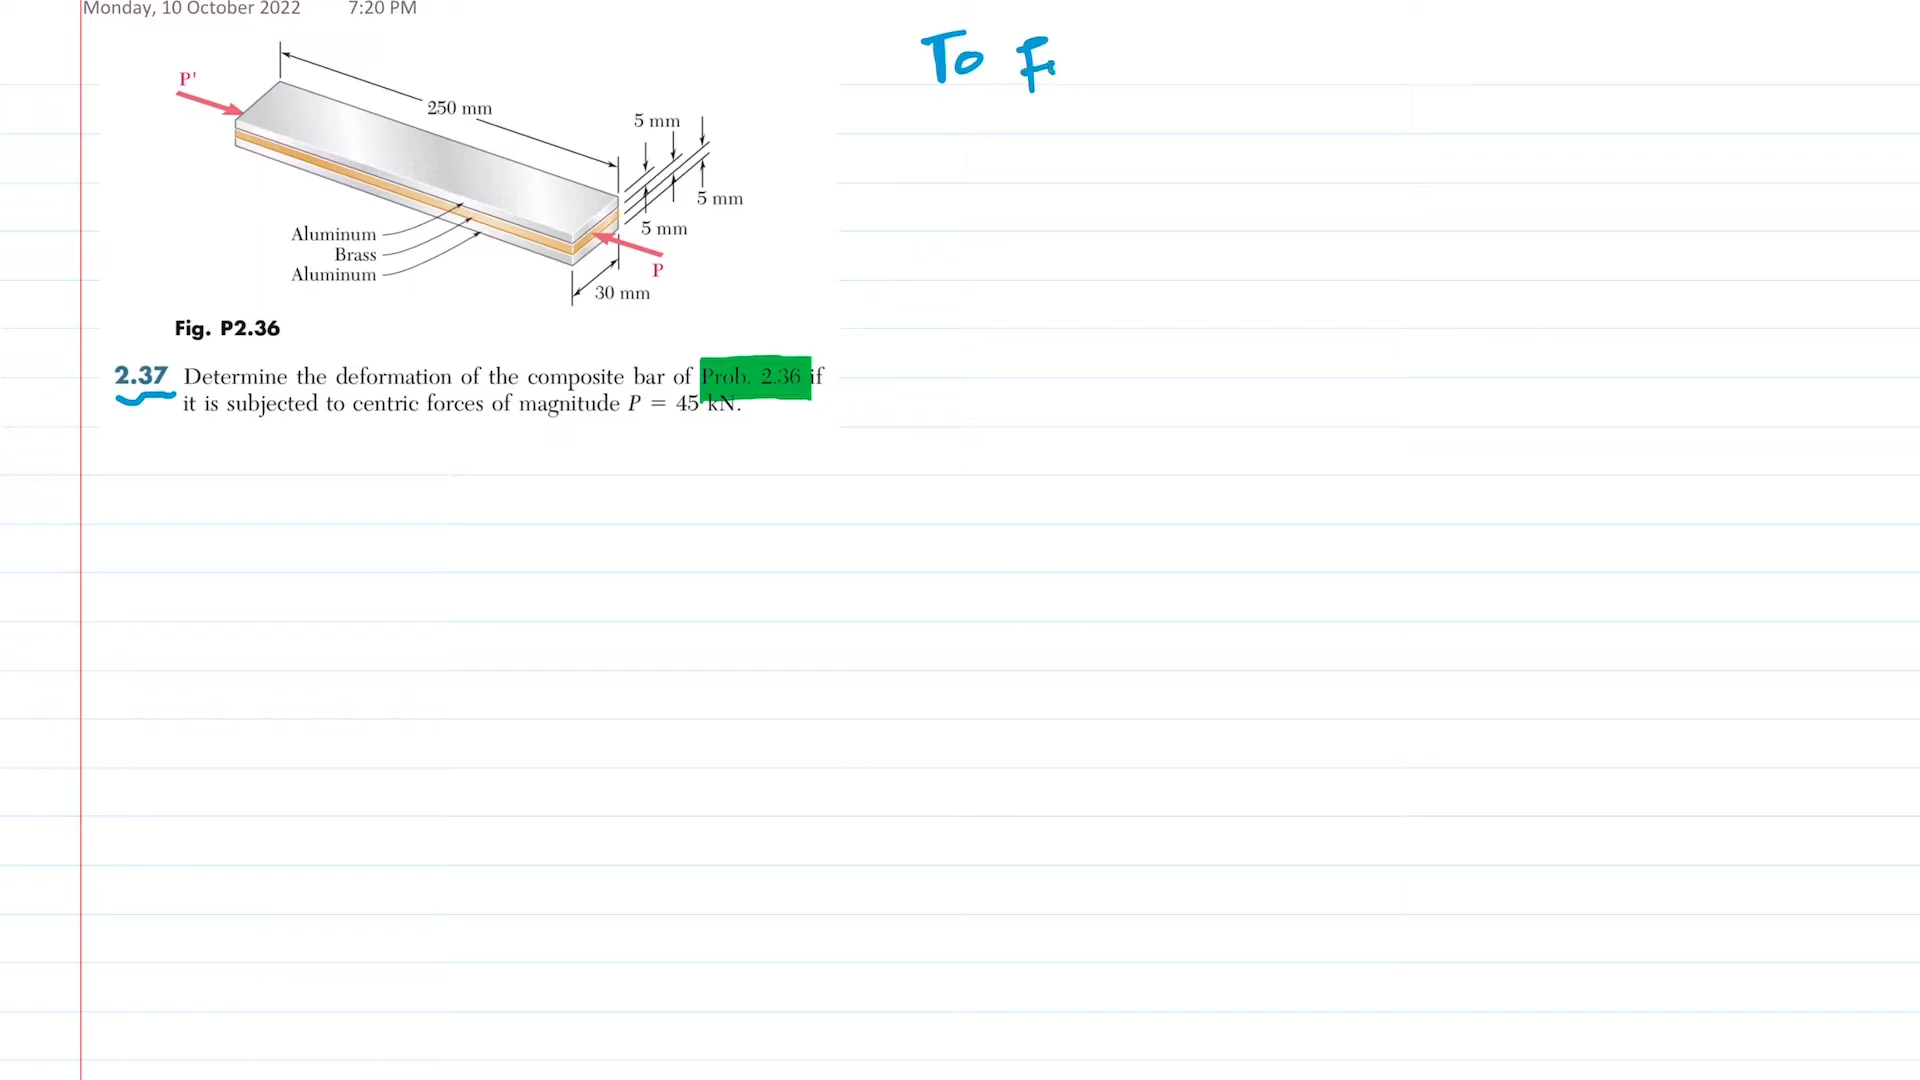 Monday, 10 October 2022 7:20 PM
To F
P'
250 mm
5 mm
5 mm
5 mm
Aluminum
Brass
Aluminum
P
30 mm
Fig. P2.36
2.37 Determine the deformation of the composite bar of Prob. 2.36 if
it is subjected to centric forces of magnitude P = 45 kN.